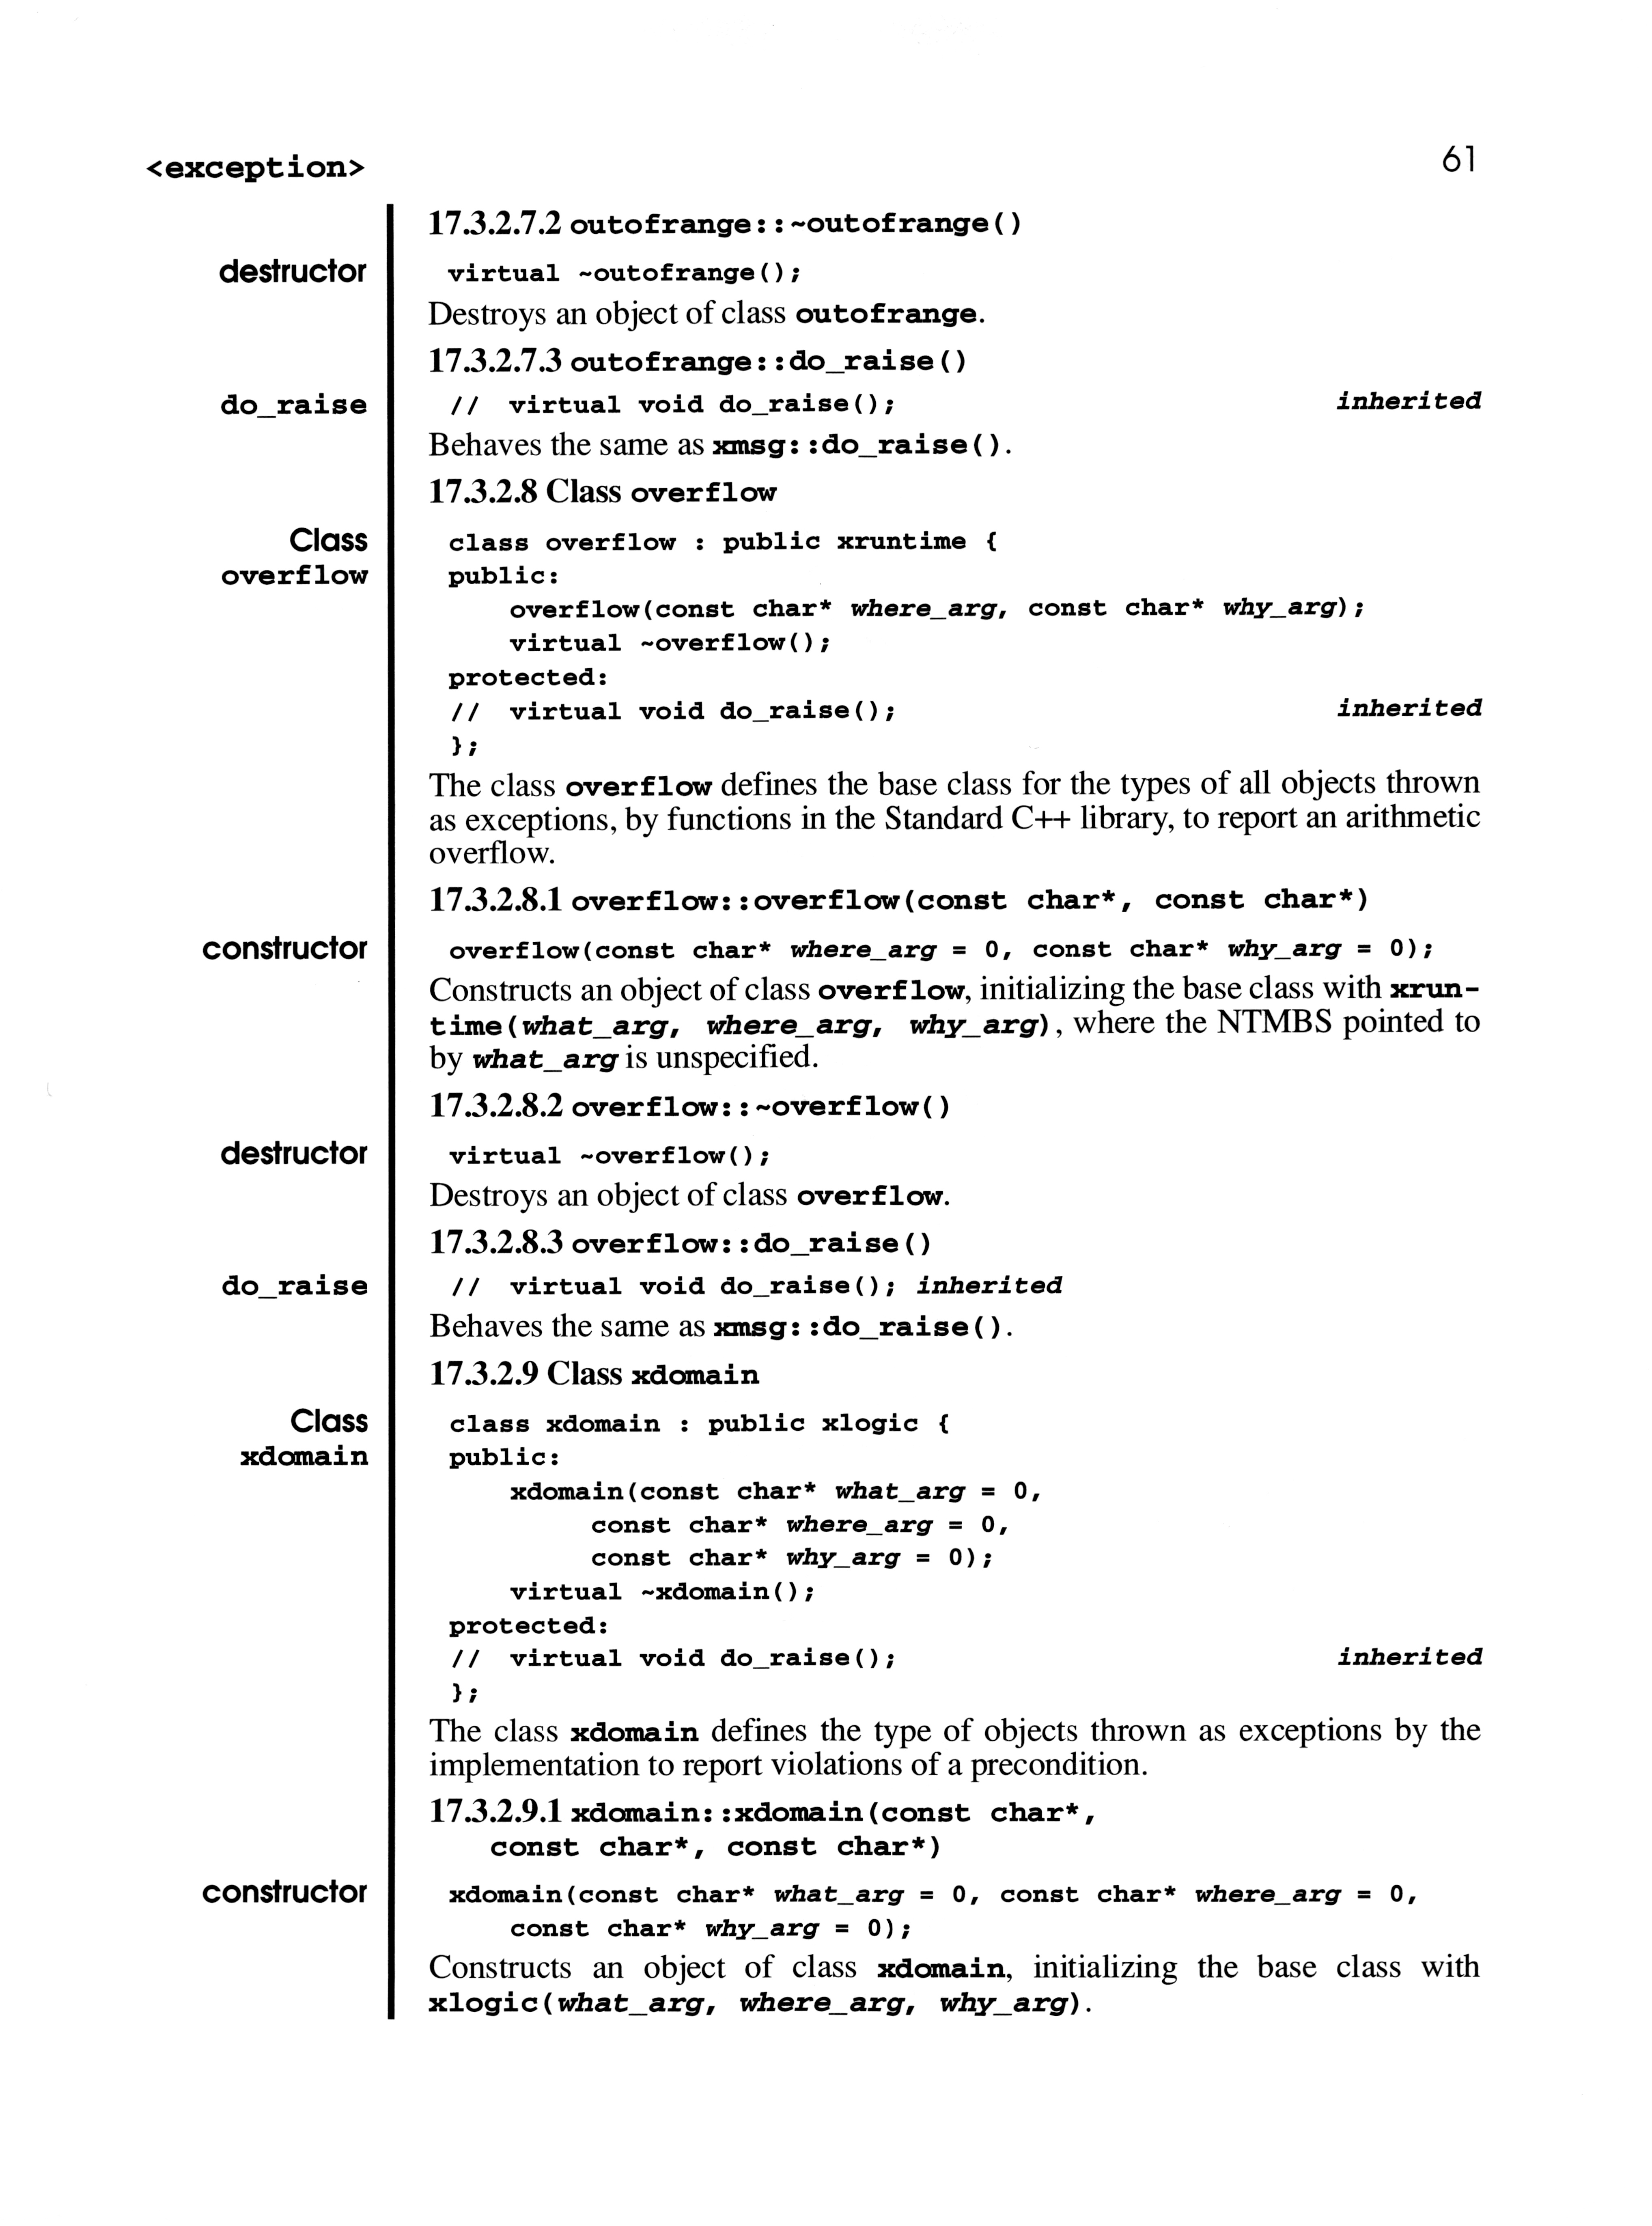 <exception>
61
17.3.2.7.2 outofrange::~outofrange()
destructor
virtual ~outofrange();
Destroys an object of class outofrange.
17.3.2.7.3 outofrange::do_raise()
do_raise
// virtual void do_raise(); inherited
Behaves the same as xmsg::do_raise().
17.3.2.8 Class overflow
Class
overflow
class overflow : public xruntime {
public:
overflow(const char* where_arg, const char* why_arg);
virtual ~overflow();
protected:
// virtual void do_raise(); inherited
};
The class overflow defines the base class for the types of all objects thrown
as exceptions, by functions in the Standard C++ library, to report an arithmetic
overflow.
17.3.2.8.1 overflow::overflow(const char*, const char*)
constructor
overflow(const char* where_arg = 0, const char* why_arg = 0);
Constructs an object of class overflow, initializing the base class with xrun-
time(what_arg, where_arg, why_arg), where the NTMBS pointed to
by what_arg is unspecified.
17.3.2.8.2 overflow::~overflow()
destructor
virtual ~overflow();
Destroys an object of class overflow.
17.3.2.8.3 overflow::do_raise()
do_raise
// virtual void do_raise(); inherited
Behaves the same as xmsg::do_raise().
17.3.2.9 Class xdomain
Class
xdomain
class xdomain : public xlogic {
public:
xdomain(const char* what_arg = 0,
const char* where_arg = 0,
const char* why_arg = 0);
virtual ~xdomain();
protected:
// virtual void do_raise(); inherited
};
The class xdomain defines the type of objects thrown as exceptions by the
implementation to report violations of a precondition.
17.3.2.9.1 xdomain::xdomain(const char*,
const char*, const char*)
constructor
xdomain(const char* what_arg = 0, const char* where_arg = 0,
const char* why_arg = 0);
Constructs an object of class xdomain, initializing the base class with
xlogic(what_arg, where_arg, why_arg).